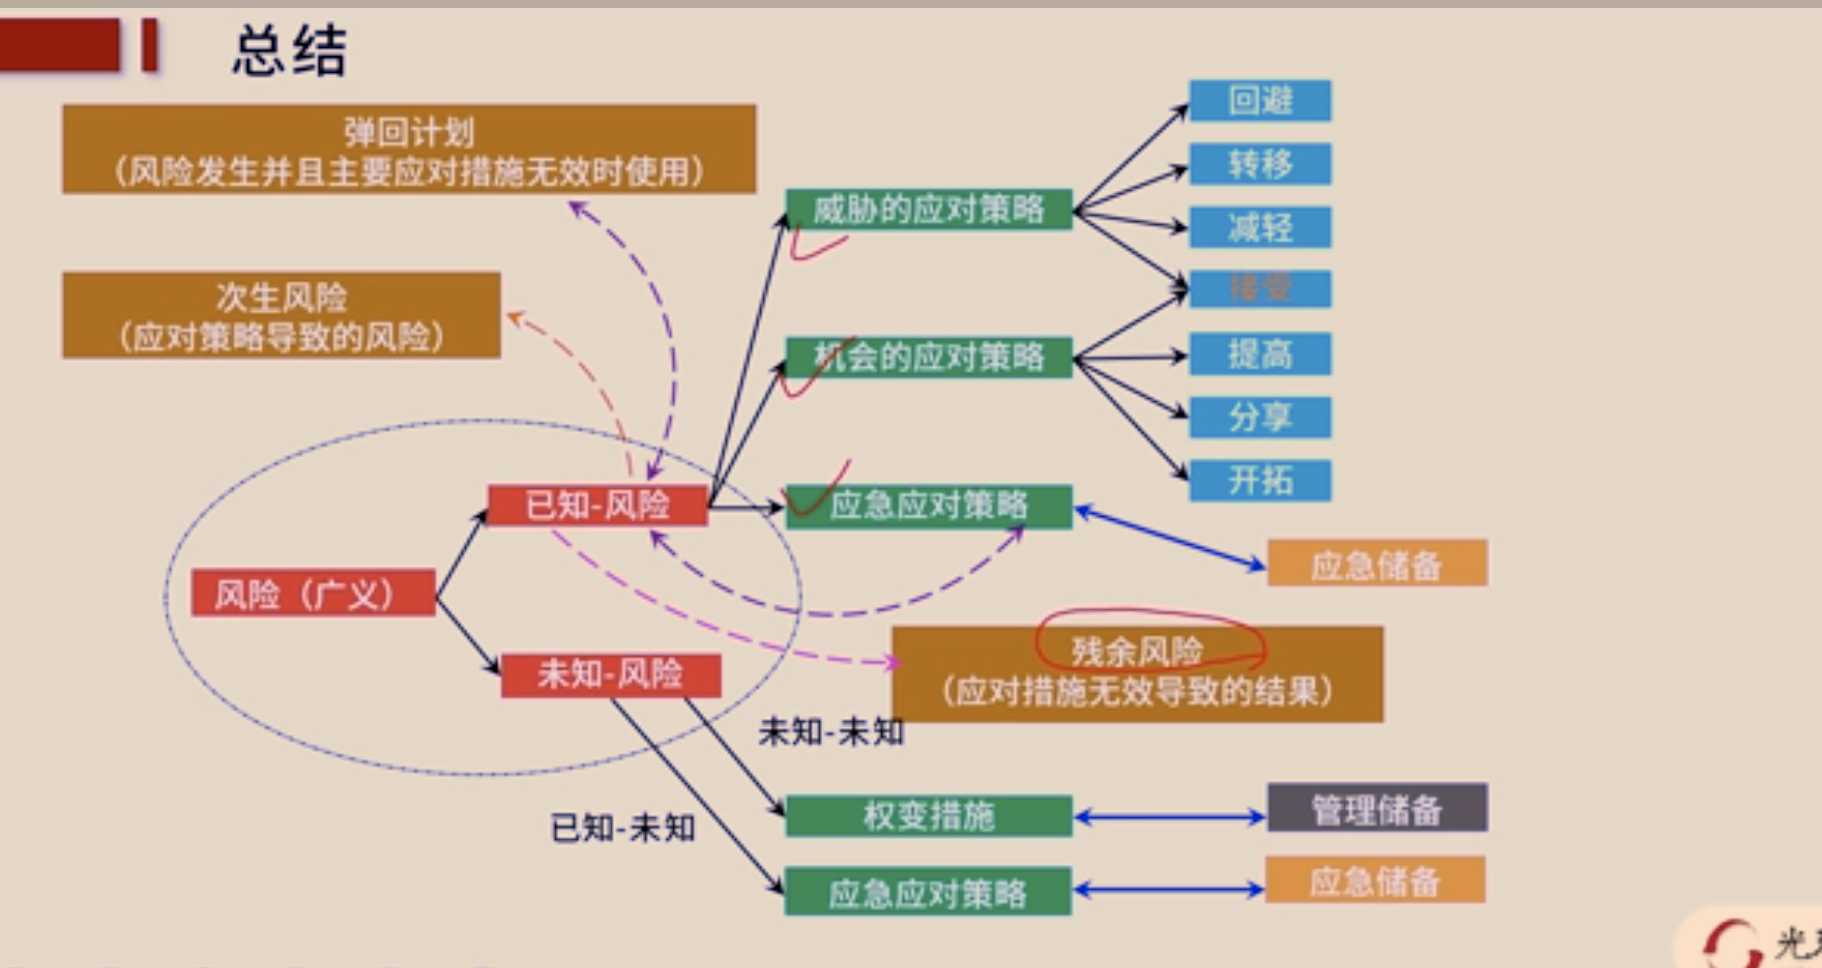 总结
弹回计划
（风险发生并且主要应对措施无效时使用）
次生风险
（应对策略导致的风险）
威胁的应对策略
机会的应对策略
应急应对策略
回避
转移
减轻
接受
提高
分享
开拓
应急储备
已知-风险
风险（广义）
未知-风险
残余风险
（应对措施无效导致的结果）
未知-未知
已知-未知
权变措施
管理储备
应急应对策略
应急储备
光